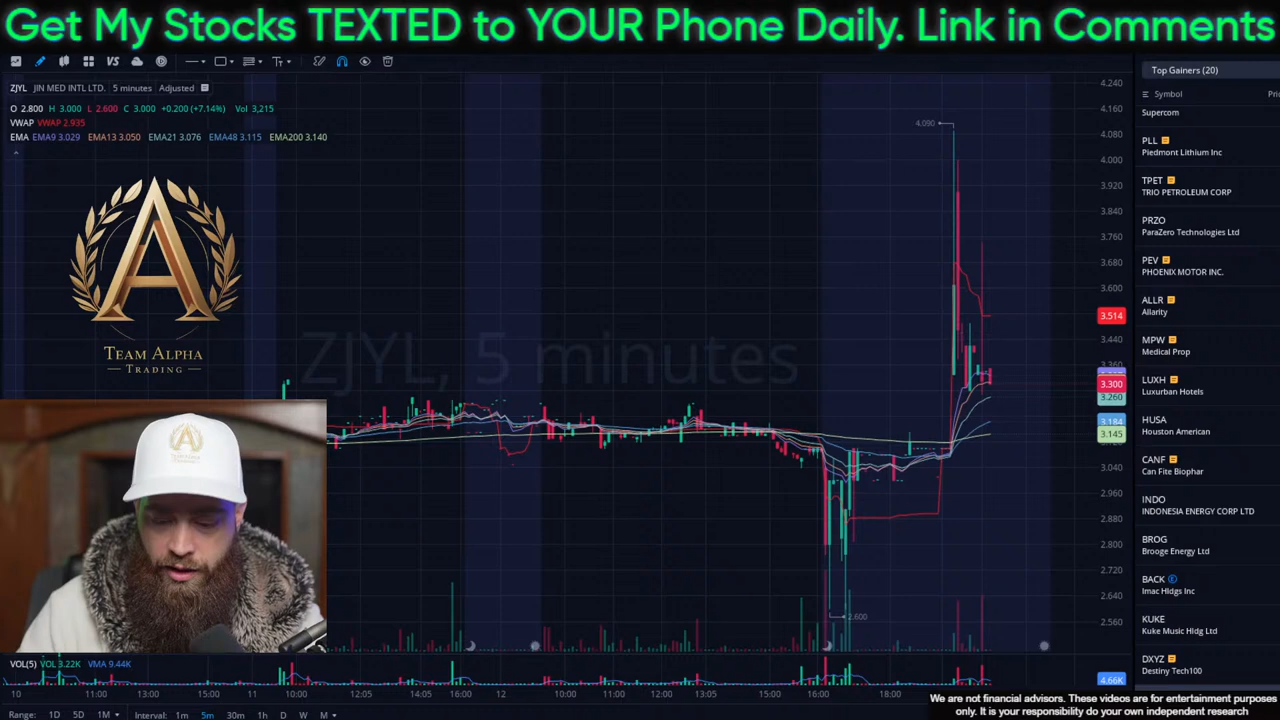 Get My Stocks TEXTED to YOUR Phone Daily. Link in Comments
VS
ZJYL JIN MED INTL LTD. 5 minutes Adjusted
O 2.800 H 3.000 L 2.600 C 3.000 +0.200 (+7.14%) Vol 3,215
VWAP VWAP 2.935
EMA EMA9 3.029 EMA13 3.050 EMA21 3.076 EMA48 3.115 EMA200 3.140
A
TEAM ALPHA
TRADING
ZJYL, 5 minutes
4.090
2.600
4.240
4.160
4.080
4.000
3.920
3.840
3.760
3.680
3.600
3.514
3.440
3.360
3.300
3.260
3.184
3.145
3.040
2.960
2.880
2.800
2.720
2.640
2.560
4.66K
VOL(5) VOL 3.22K VMA 9.44K
10 11:00 13:00 15:00 11 10:00 12:05 14:05 16:00 12 10:00 11:00 12:00 13:00 15:00 16:00 18:00
Range: 1D 5D 1M Interval: 1m 5m 30m 1h D W M
Top Gainers (20)
Symbol
Supercom
PLL
Piedmont Lithium Inc
TPET
TRIO PETROLEUM CORP
PRZO
ParaZero Technologies Ltd
PEV
PHOENIX MOTOR INC.
ALLR
Allarity
MPW
Medical Prop
LUXH
Luxurban Hotels
HUSA
Houston American
CANF
Can Fite Biophar
INDO
INDONESIA ENERGY CORP LTD
BROG
Brooge Energy Ltd
BACK
Imac Hldgs Inc
KUKE
Kuke Music Hldg Ltd
DXYZ
Destiny Tech100
We are not financial advisors. These videos are for entertainment purposes
only. It is your responsibility do your own independent research